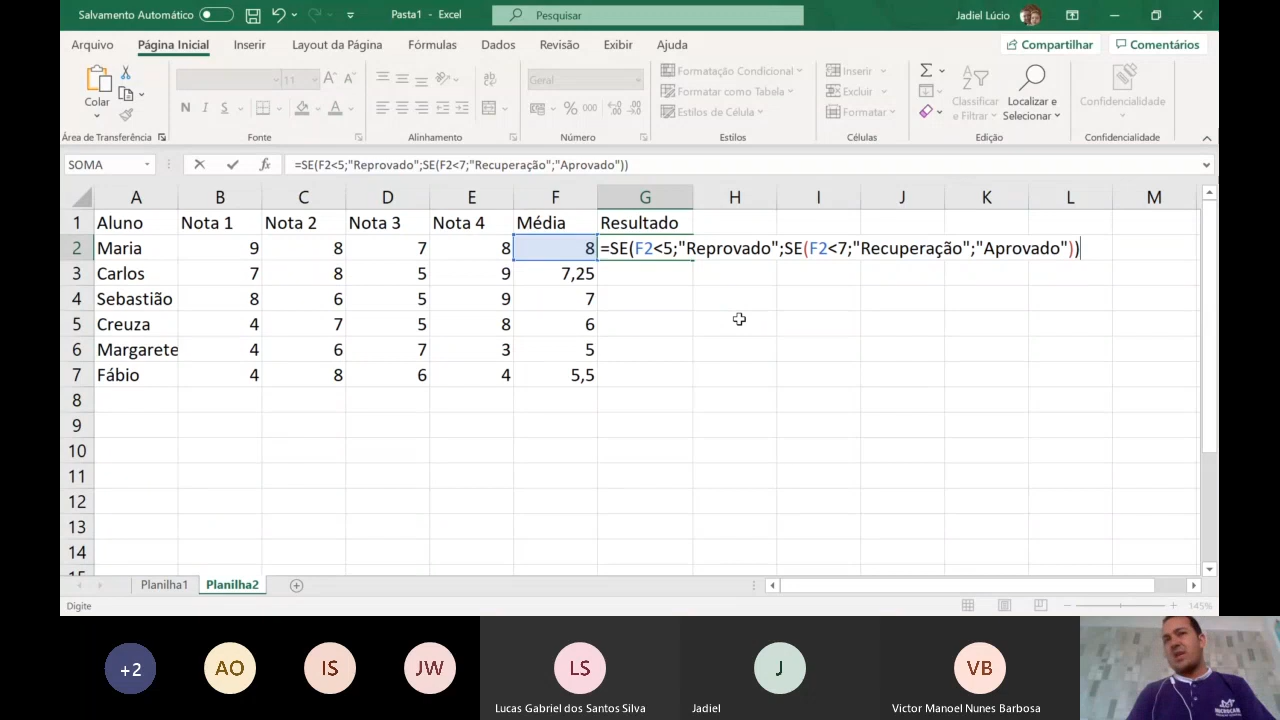 Salvamento Automático
Pasta1 - Excel
Pesquisar
Jadiel Lúcio
Arquivo Página Inicial Inserir Layout da Página Fórmulas Dados Revisão Exibir Ajuda
Compartilhar Comentários
Colar
11
Geral
Formatação Condicional
Formatar como Tabela
Estilos de Célula
Inserir
Excluir
Formatar
Classificar
e Filtrar
Localizar e
Selecionar
Confidencialidade
Área de Transferência Fonte Alinhamento Número Estilos Células Edição Confidencialidade
SOMA fx =SE(F2<5;"Reprovado";SE(F2<7;"Recuperação";"Aprovado"))
A B C D E F G H I J K L M
1 Aluno Nota 1 Nota 2 Nota 3 Nota 4 Média Resultado
2 Maria 9 8 7 8 8 =SE(F2<5;"Reprovado";SE(F2<7;"Recuperação";"Aprovado"))
3 Carlos 7 8 5 9 7,25
4 Sebastião 8 6 5 9 7
5 Creuza 4 7 5 8 6
6 Margarete 4 6 7 3 5
7 Fábio 4 8 6 4 5,5
8
9
10
11
12
13
14
15
Planilha1 Planilha2
Digite 145%
+2 AO IS JW LS J VB
Lucas Gabriel dos Santos Silva Jadiel Victor Manoel Nunes Barbosa